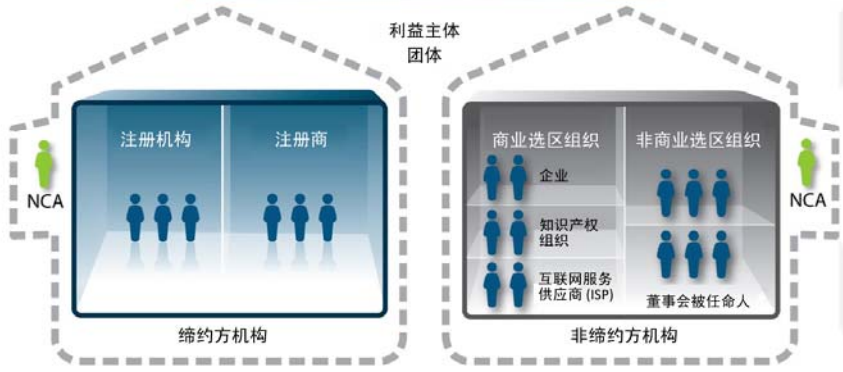 利益主体
团体
注册机构
注册商
NCA
缔约方机构
商业选区组织
非商业选区组织
企业
知识产权
组织
互联网服务
供应商 (ISP)
董事会被任命人
NCA
非缔约方机构